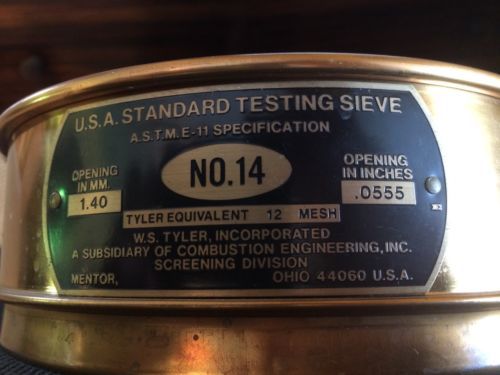 U.S.A. STANDARD TESTING SIEVE
A.S.T.M. E-11 SPECIFICATION
OPENING
IN MM.
1.40
NO.14
OPENING
IN INCHES
.0555
TYLER EQUIVALENT 12 MESH
W.S. TYLER, INCORPORATED
A SUBSIDIARY OF COMBUSTION ENGINEERING, INC.
SCREENING DIVISION
MENTOR, OHIO 44060 U.S.A.